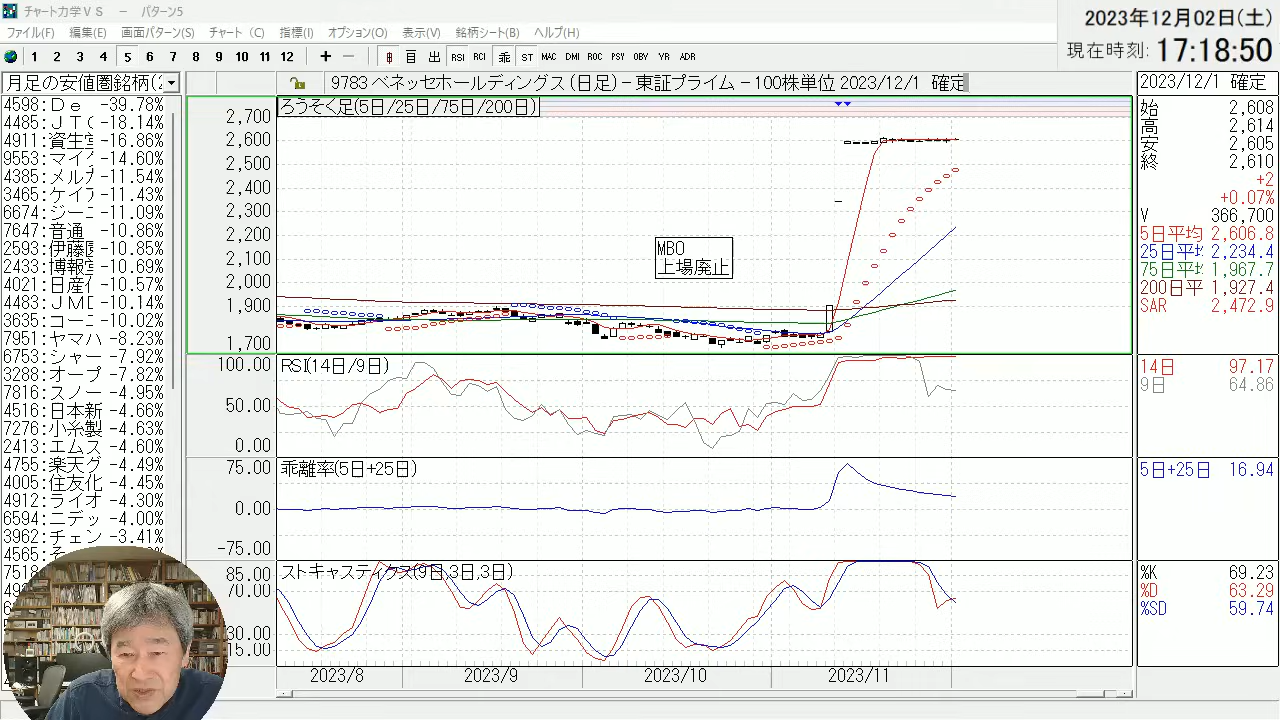 チャート力学ＶＳ － パターン5
2023年12月02日(土)
現在時刻: 17:18:50
ファイル(F) 編集(E) 画面パターン(S) チャート (C) 指標(I) オプション(O) 表示(V) 銘柄シート(B) ヘルプ(H)
1 2 3 4 5 6 7 8 9 10 11 12 + − 日 出 RSI RCI 乖 ST MAC DMI ROC PSY OBV YR ADR
月足の安値圏銘柄(
9783 ベネッセホールディングス (日足) − 東証プライム − 100株単位 2023/12/1 確定
2023/12/1 確定
4598:Ｄｅ -39.78%
4485:ＪＴＣ -18.14%
4911:資生堂 -16.86%
9553:マイク -14.60%
4385:メルカ -11.54%
3465:ケイア -11.43%
6674:ジーニ -11.09%
7647:音通 -10.86%
2593:伊藤園 -10.85%
2433:博報堂 -10.69%
4021:日産化 -10.57%
4483:ＪＭＤ -10.14%
3635:コーエ -10.02%
7951:ヤマハ -8.23%
6753:シャー -7.92%
3288:オープ -7.82%
7816:スノー -4.95%
4516:日本新 -4.66%
276:小糸製 -4.63%
2413:エムス -4.60%
4755:楽天グ -4.49%
4005:住友化 -4.45%
4912:ライオ -4.30%
6594:ニデッ -4.00%
3962:チェン -3.41%
4565:そ
7518
ろうそく足(5日/25日/75日/200日)
2,700
2,600
2,500
2,400
2,300
2,200
2,100
2,000
1,900
1,700
MBO
上場廃止
RSI(14日/9日)
100.00
50.00
0.00
乖離率(5日+25日)
75.00
0.00
-75.00
ストキャスティクス(9日,3日,3日)
85.00
70.00
30.00
15.00
2023/8 2023/9 2023/10 2023/11
始 2,608
高 2,614
安 2,605
終 2,610
+2
+0.07%
V 366,700
5日平均 2,606.8
25日平均 2,234.4
75日平均 1,967.7
200日平 1,927.4
SAR 2,472.9
14日 97.17
9日 64.86
5日+25日 16.94
%K 69.23
%D 63.29
%SD 59.74